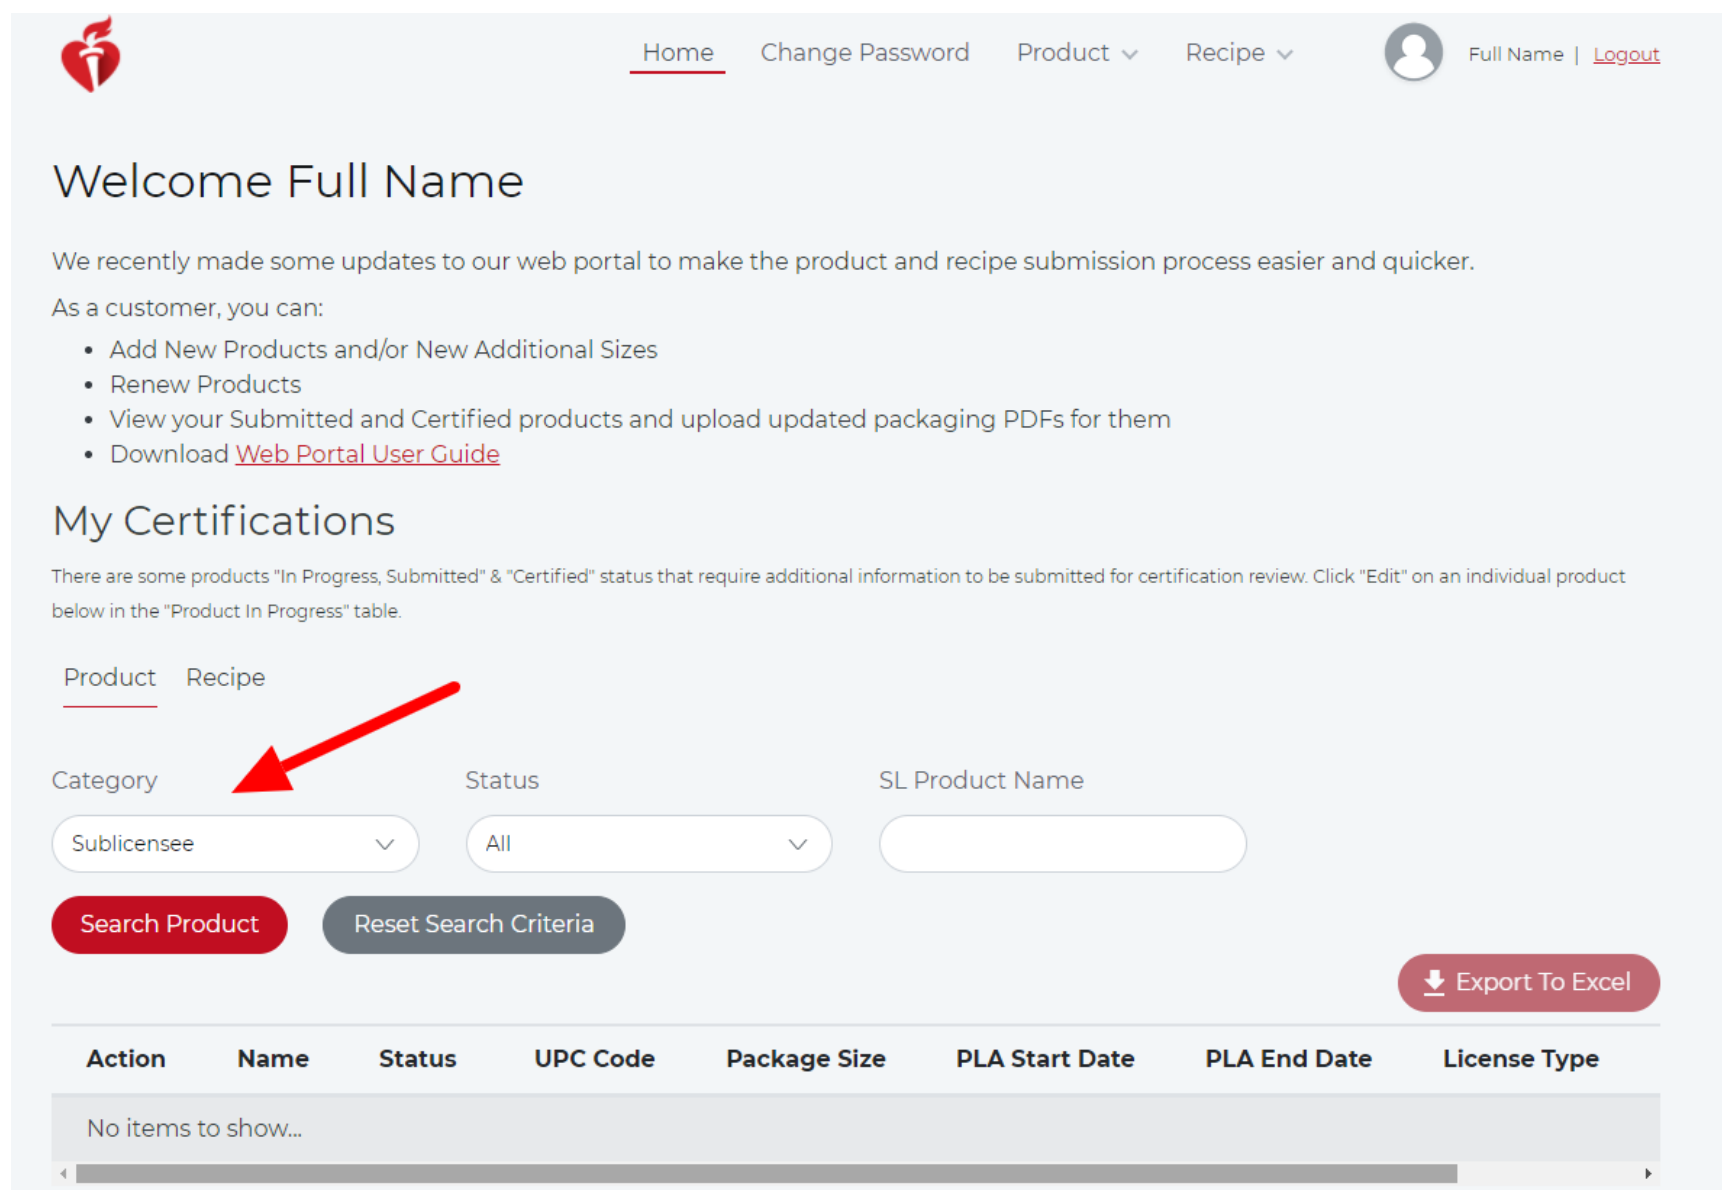 Home Change Password Product Recipe Full Name | Logout
Welcome Full Name
We recently made some updates to our web portal to make the product and recipe submission process easier and quicker.
As a customer, you can:
• Add New Products and/or New Additional Sizes
• Renew Products
• View your Submitted and Certified products and upload updated packaging PDFs for them
• Download Web Portal User Guide
My Certifications
There are some products "In Progress, Submitted" & "Certified" status that require additional information to be submitted for certification review. Click "Edit" on an individual product
below in the "Product In Progress" table.
Product Recipe
Category Status SL Product Name
Sublicensee All
Search Product Reset Search Criteria
Export To Excel
Action Name Status UPC Code Package Size PLA Start Date PLA End Date License Type
No items to show...